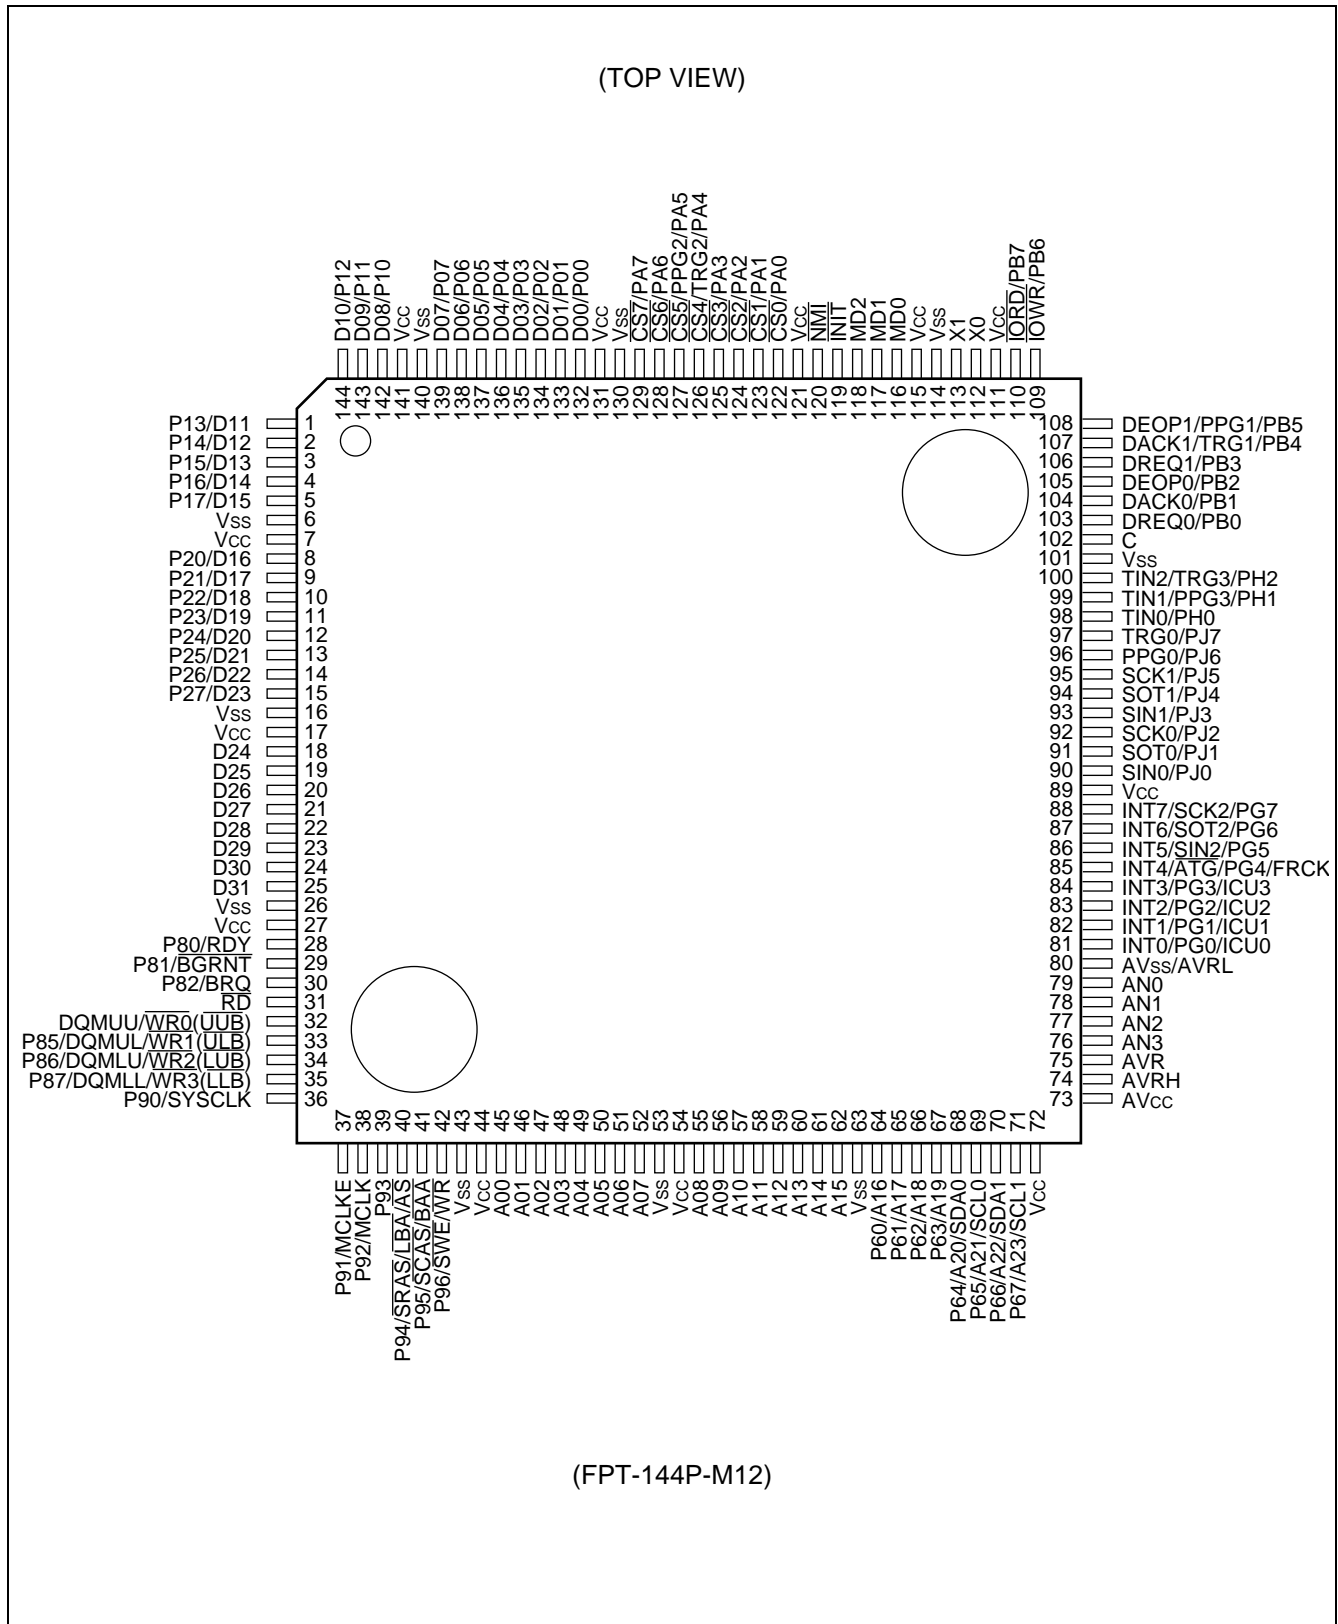 (TOP VIEW)
D10/P12
D09/P11
D08/P10
VCC
VSS
D07/P07
D06/P06
D05/P05
D04/P04
D03/P03
D02/P02
D01/P01
D00/P00
VCC
VSS
CS7/PA7
CS6/PA6
CS5/PPG2/PA5
CS4/TRG2/PA4
CS3/PA3
CS2/PA2
CS1/PA1
CS0/PA0
VCC
NMI
INIT
MD2
MD1
MD0
VCC
VSS
X1
X0
VCC
IORD/PB7
IOWR/PB6
144
143
142
141
140
139
138
137
136
135
134
133
132
131
130
129
128
127
126
125
124
123
122
121
120
119
118
117
116
115
114
113
112
111
110
109
P13/D11 1
P14/D12 2
P15/D13 3
P16/D14 4
P17/D15 5
VSS 6
VCC 7
P20/D16 8
P21/D17 9
P22/D18 10
P23/D19 11
P24/D20 12
P25/D21 13
P26/D22 14
P27/D23 15
VSS 16
VCC 17
D24 18
D25 19
D26 20
D27 21
D28 22
D29 23
D30 24
D31 25
VSS 26
VCC 27
P80/RDY 28
P81/BGRNT 29
P82/BRQ 30
RD 31
DQMUU/WR0(UUB) 32
P85/DQMUL/WR1(ULB) 33
P86/DQMLU/WR2(LUB) 34
P87/DQMLL/WR3(LLB) 35
P90/SYSCLK 36
108 DEOP1/PPG1/PB5
107 DACK1/TRG1/PB4
106 DREQ1/PB3
105 DEOP0/PB2
104 DACK0/PB1
103 DREQ0/PB0
102 C
101 VSS
100 TIN2/TRG3/PH2
99 TIN1/PPG3/PH1
98 TIN0/PH0
97 TRG0/PJ7
96 PPG0/PJ6
95 SCK1/PJ5
94 SOT1/PJ4
93 SIN1/PJ3
92 SCK0/PJ2
91 SOT0/PJ1
90 SIN0/PJ0
89 VCC
88 INT7/SCK2/PG7
87 INT6/SOT2/PG6
86 INT5/SIN2/PG5
85 INT4/ATG/PG4/FRCK
84 INT3/PG3/ICU3
83 INT2/PG2/ICU2
82 INT1/PG1/ICU1
81 INT0/PG0/ICU0
80 AVSS/AVRL
79 AN0
78 AN1
77 AN2
76 AN3
75 AVR
74 AVRH
73 AVCC
37
38
39
40
41
42
43
44
45
46
47
48
49
50
51
52
53
54
55
56
57
58
59
60
61
62
63
64
65
66
67
68
69
70
71
72
P91/MCLKE
P92/MCLK
P93
P94/SRAS/LBA/AS
P95/SCAS/BAA
P96/SWE/WR
VSS
VCC
A00
A01
A02
A03
A04
A05
A06
A07
VSS
VCC
A08
A09
A10
A11
A12
A13
A14
A15
VSS
P60/A16
P61/A17
P62/A18
P63/A19
P64/A20/SDA0
P65/A21/SCL0
P66/A22/SDA1
P67/A23/SCL1
VCC
(FPT-144P-M12)